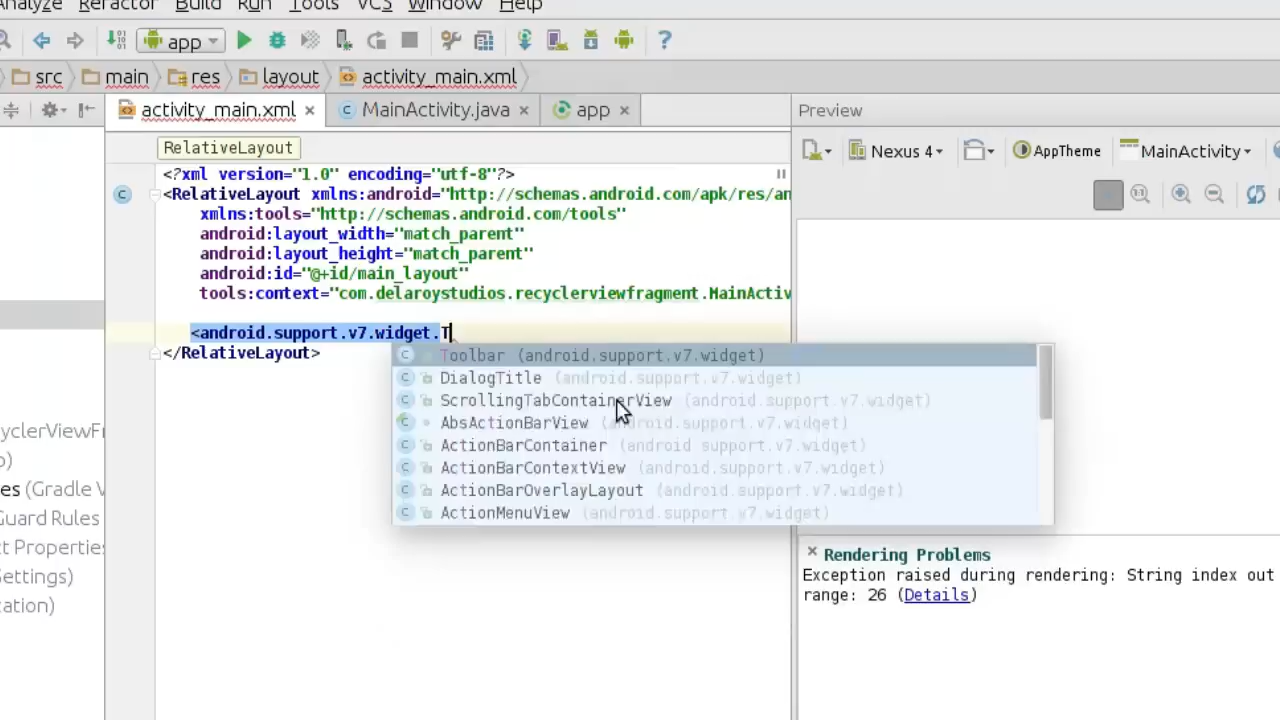 Analyze Refactor Build Run Tools VCS Window Help
app
src main res layout activity_main.xml
activity_main.xml MainActivity.java app
Preview
RelativeLayout
Nexus 4 AppTheme MainActivity
<?xml version="1.0" encoding="utf-8"?>
<RelativeLayout xmlns:android="http://schemas.android.com/apk/res/an
xmlns:tools="http://schemas.android.com/tools"
android:layout_width="match_parent"
android:layout_height="match_parent"
android:id="@+id/main_layout"
tools:context="com.delaroystudios.recyclerviewfragment.MainActiv
<android.support.v7.widget.T
</RelativeLayout>
Toolbar (android.support.v7.widget)
DialogTitle (android.support.v7.widget)
ScrollingTabContainerView (android.support.v7.widget)
AbsActionBarView (android.support.v7.widget)
ActionBarContainer (android.support.v7.widget)
ActionBarContextView (android.support.v7.widget)
ActionBarOverlayLayout (android.support.v7.widget)
ActionMenuView (android.support.v7.widget)
yclerViewFr
o)
es (Gradle V
Guard Rules
ct Properties
Settings)
cation)
Rendering Problems
Exception raised during rendering: String index out
range: 26 (Details)